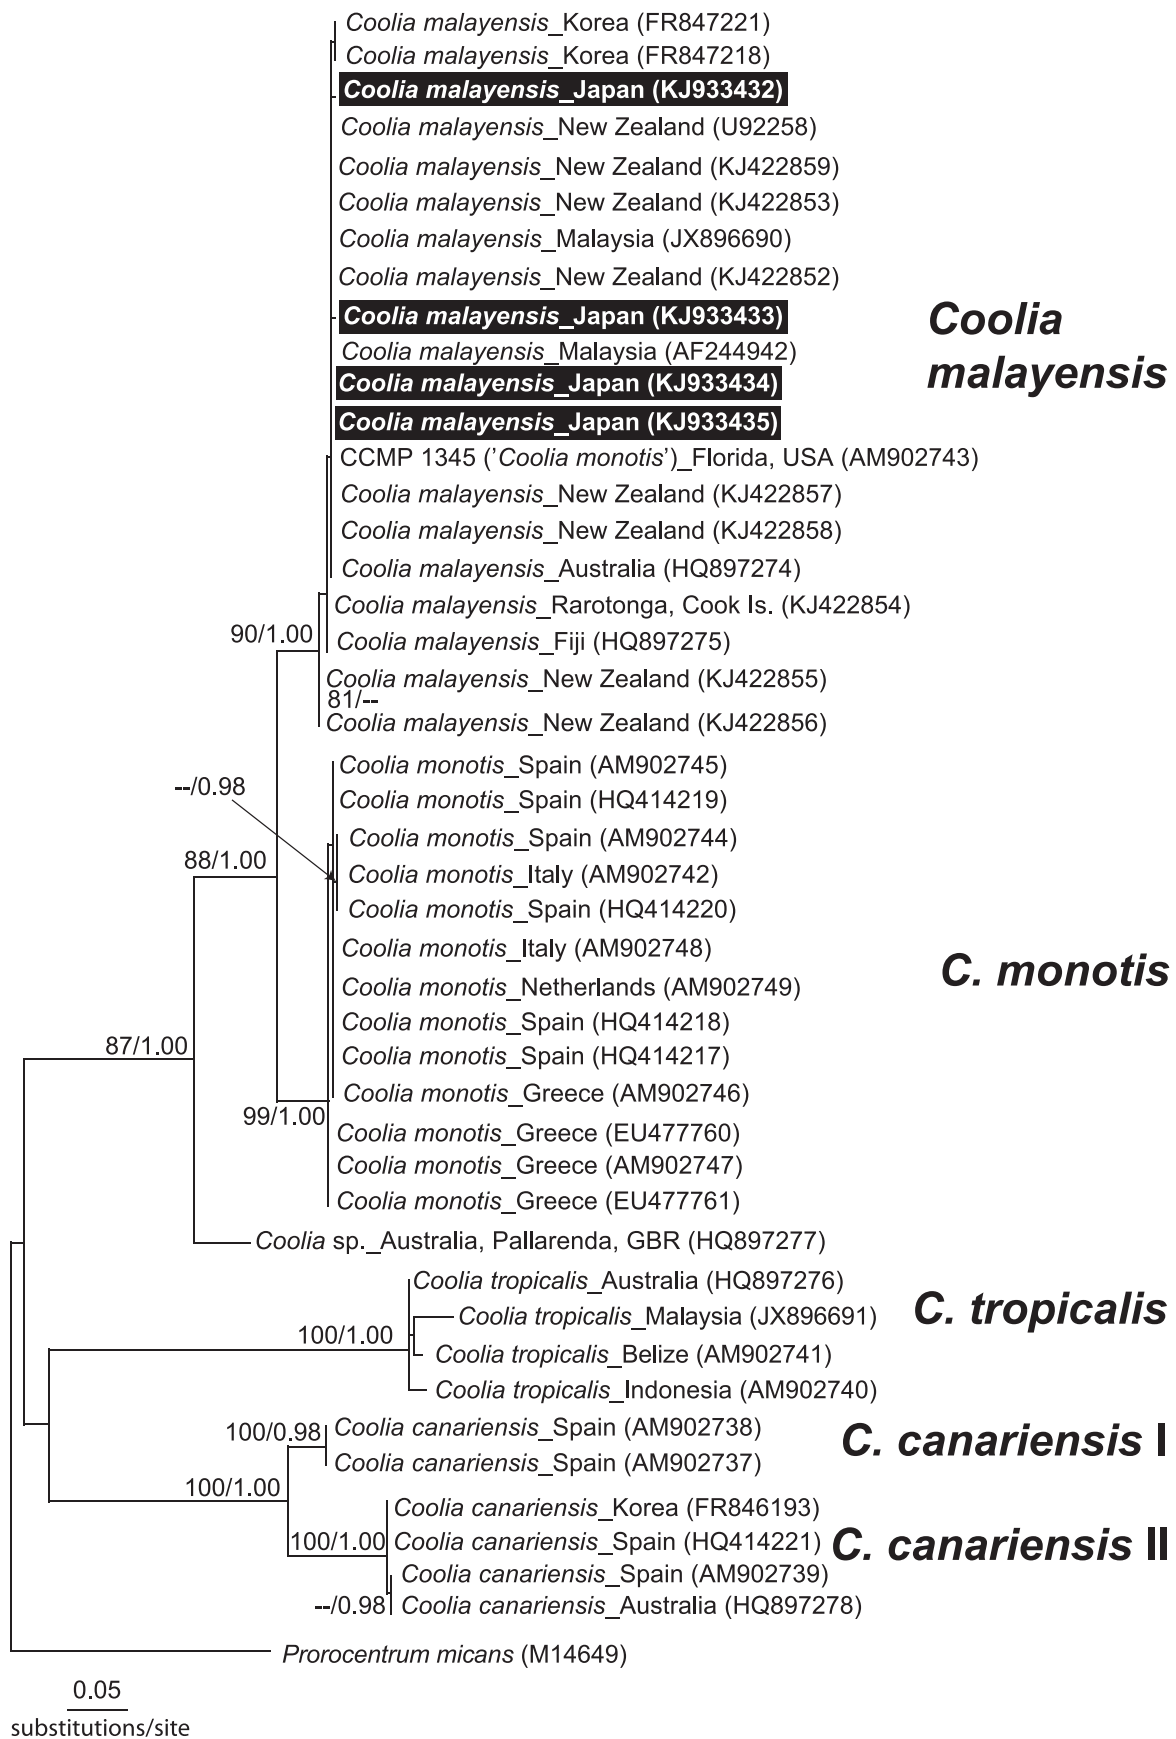 Coolia malayensis_Korea (FR847221)
Coolia malayensis_Korea (FR847218)
Coolia malayensis_Japan (KJ933432)
Coolia malayensis_New Zealand (U92258)
Coolia malayensis_New Zealand (KJ422859)
Coolia malayensis_New Zealand (KJ422853)
Coolia malayensis_Malaysia (JX896690)
Coolia malayensis_New Zealand (KJ422852)
Coolia malayensis_Japan (KJ933433)
Coolia
malayensis
Coolia malayensis_Malaysia (AF244942)
Coolia malayensis_Japan (KJ933434)
Coolia malayensis_Japan (KJ933435)
CCMP 1345 ('Coolia monotis')_Florida, USA (AM902743)
Coolia malayensis_New Zealand (KJ422857)
Coolia malayensis_New Zealand (KJ422858)
Coolia malayensis_Australia (HQ897274)
Coolia malayensis_Rarotonga, Cook Is. (KJ422854)
90/1.00
Coolia malayensis_Fiji (HQ897275)
Coolia malayensis_New Zealand (KJ422855)
81/--
Coolia malayensis_New Zealand (KJ422856)
Coolia monotis_Spain (AM902745)
--/0.98
Coolia monotis_Spain (HQ414219)
Coolia monotis_Spain (AM902744)
88/1.00
Coolia monotis_Italy (AM902742)
Coolia monotis_Spain (HQ414220)
Coolia monotis_Italy (AM902748)
C. monotis
Coolia monotis_Netherlands (AM902749)
Coolia monotis_Spain (HQ414218)
87/1.00
Coolia monotis_Spain (HQ414217)
Coolia monotis_Greece (AM902746)
99/1.00
Coolia monotis_Greece (EU477760)
Coolia monotis_Greece (AM902747)
Coolia monotis_Greece (EU477761)
Coolia sp._Australia, Pallarenda, GBR (HQ897277)
Coolia tropicalis_Australia (HQ897276)
C. tropicalis
Coolia tropicalis_Malaysia (JX896691)
100/1.00
Coolia tropicalis_Belize (AM902741)
Coolia tropicalis_Indonesia (AM902740)
100/0.98
Coolia canariensis_Spain (AM902738)
C. canariensis I
Coolia canariensis_Spain (AM902737)
100/1.00
Coolia canariensis_Korea (FR846193)
100/1.00
Coolia canariensis_Spain (HQ414221)
C. canariensis II
Coolia canariensis_Spain (AM902739)
--/0.98
Coolia canariensis_Australia (HQ897278)
Prorocentrum micans (M14649)
0.05
substitutions/site